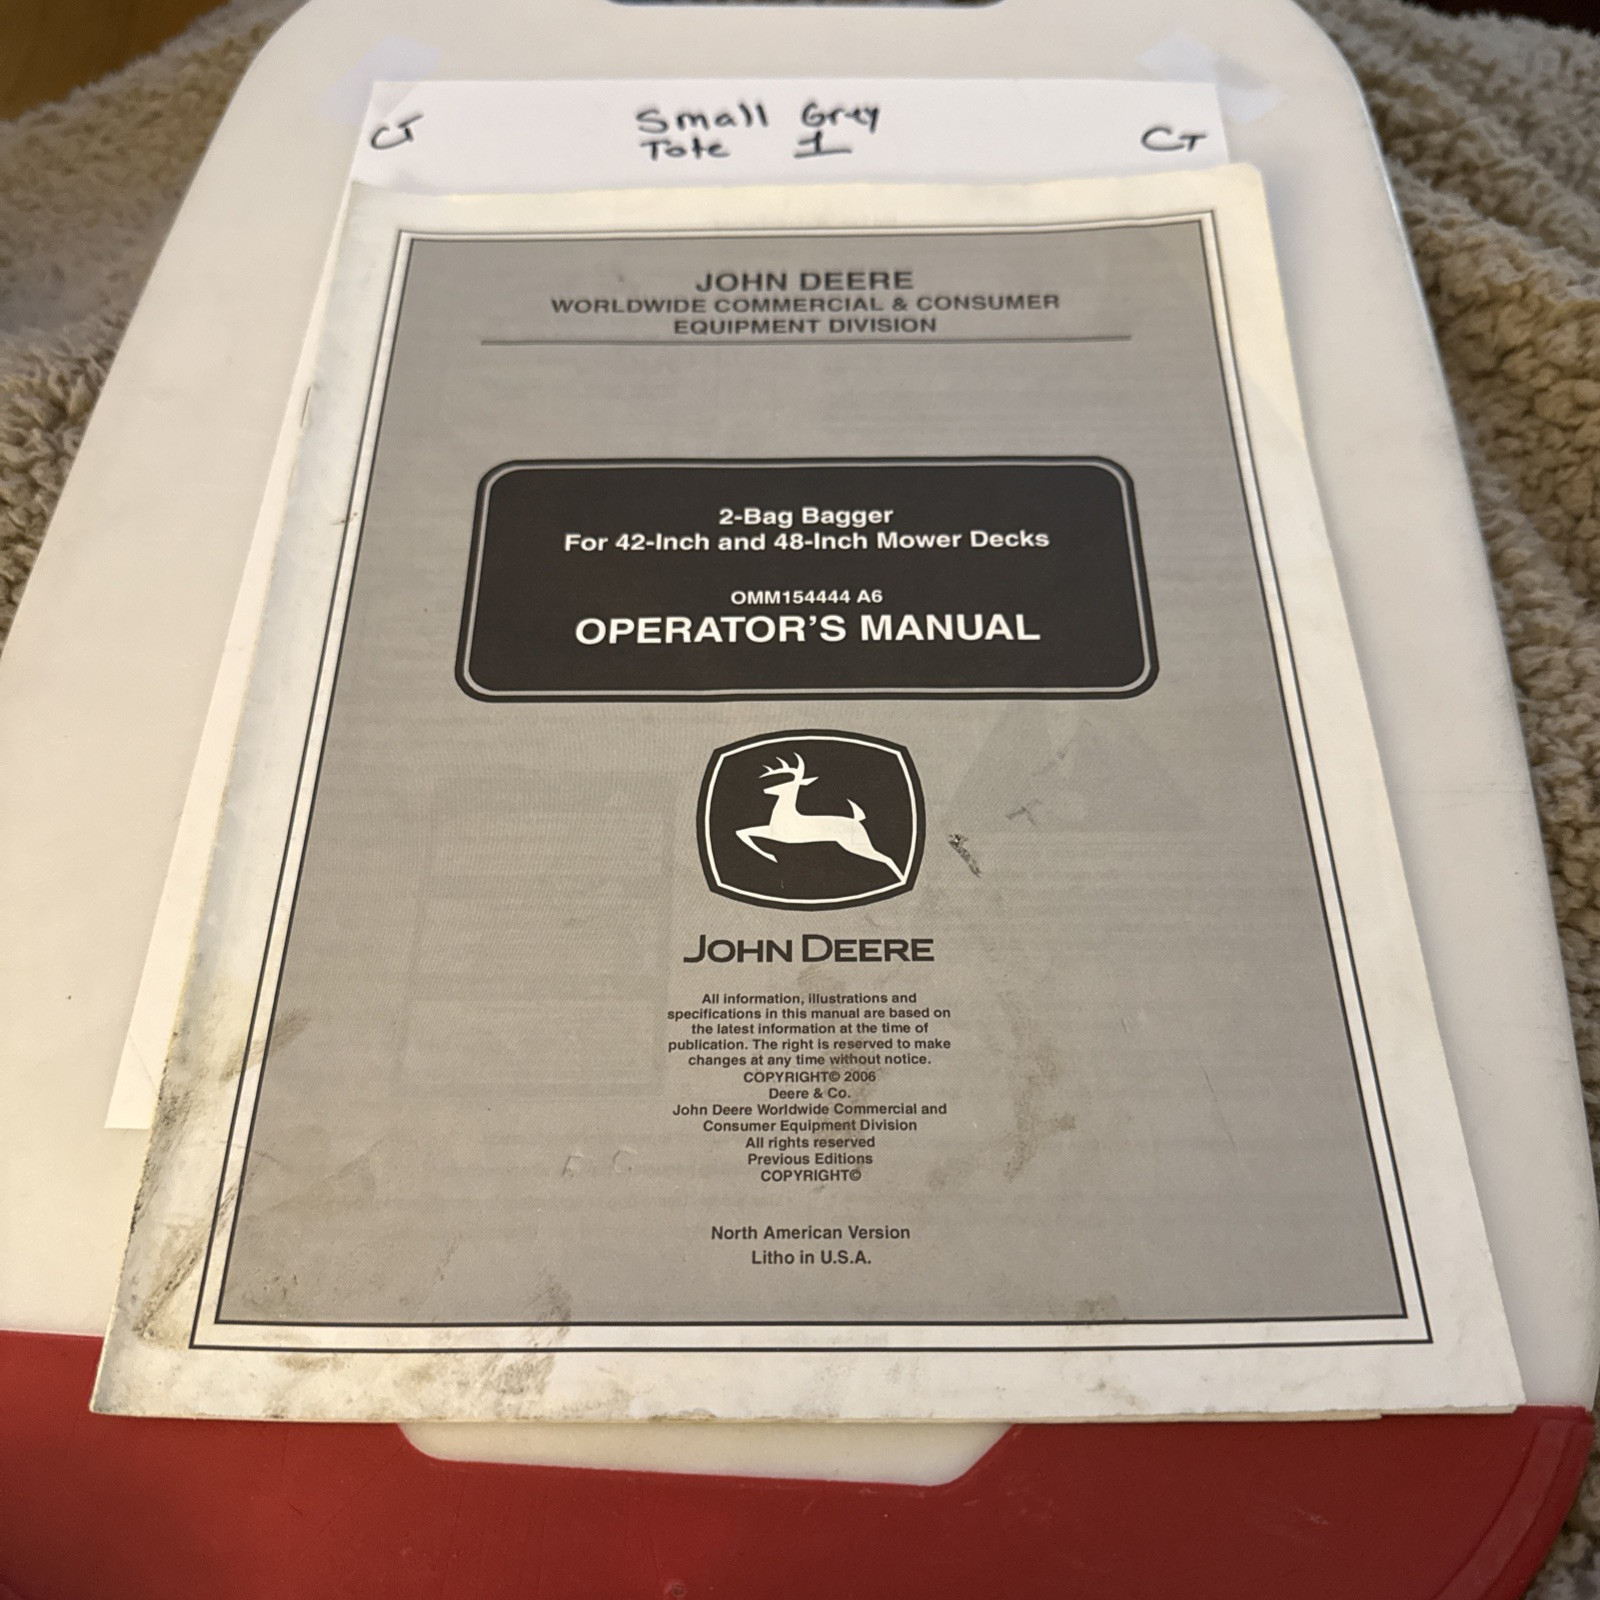 CT
Small Grey
Tote 1
CT
JOHN DEERE
WORLDWIDE COMMERCIAL & CONSUMER
EQUIPMENT DIVISION
2-Bag Bagger
For 42-Inch and 48-Inch Mower Decks
OMM154444 A6
OPERATOR'S MANUAL
JOHN DEERE
All information, illustrations and
specifications in this manual are based on
the latest information at the time of
publication. The right is reserved to make
changes at any time without notice.
COPYRIGHT© 2006
Deere & Co.
John Deere Worldwide Commercial and
Consumer Equipment Division
All rights reserved
Previous Editions
COPYRIGHT©
North American Version
Litho in U.S.A.